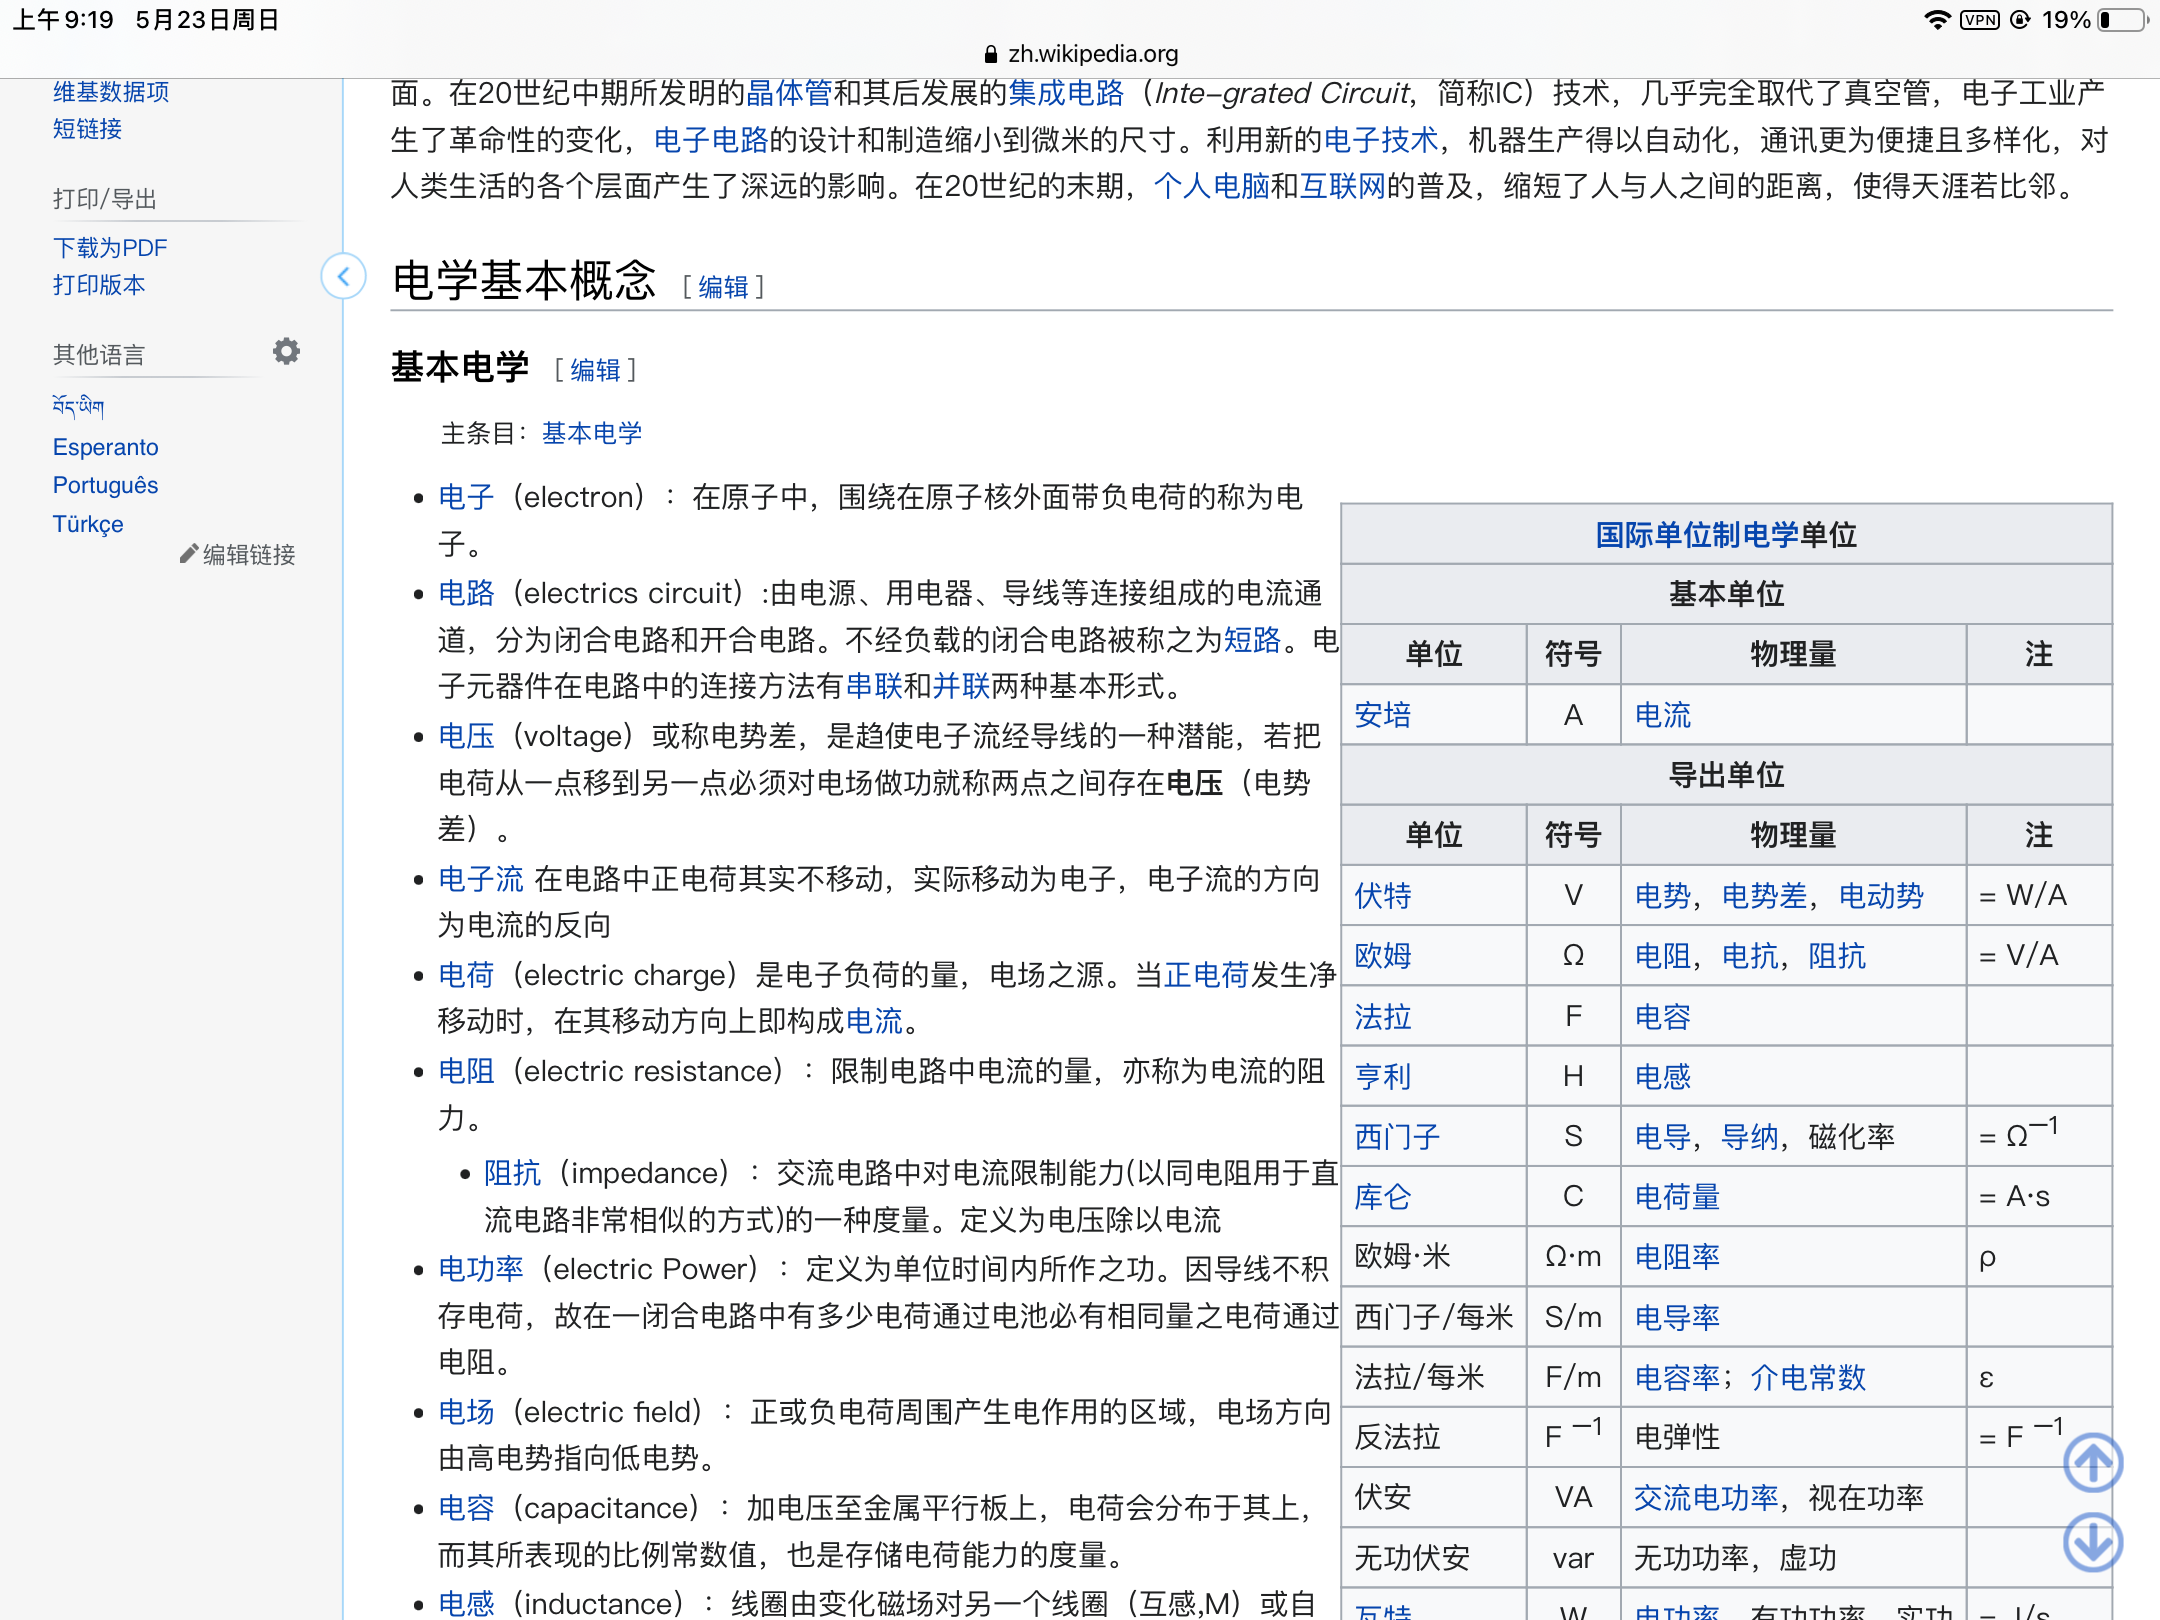 上午9:19 5月23日周日
VPN 19%
zh.wikipedia.org
维基数据项
短链接
打印/导出
下载为PDF
打印版本
其他语言
བོད་ཡིག
Esperanto
Português
Türkçe
编辑链接
面。在20世纪中期所发明的晶体管和其后发展的集成电路（Inte-grated Circuit，简称IC）技术，几乎完全取代了真空管，电子工业产
生了革命性的变化，电子电路的设计和制造缩小到微米的尺寸。利用新的电子技术，机器生产得以自动化，通讯更为便捷且多样化，对
人类生活的各个层面产生了深远的影响。在20世纪的末期，个人电脑和互联网的普及，缩短了人与人之间的距离，使得天涯若比邻。
电学基本概念 [ 编辑 ]
基本电学 [ 编辑 ]
主条目：基本电学
• 电子（electron）：在原子中，围绕在原子核外面带负电荷的称为电
子。
• 电路（electrics circuit）:由电源、用电器、导线等连接组成的电流通
道，分为闭合电路和开合电路。不经负载的闭合电路被称之为短路。电
子元器件在电路中的连接方法有串联和并联两种基本形式。
• 电压（voltage）或称电势差，是趋使电子流经导线的一种潜能，若把
电荷从一点移到另一点必须对电场做功就称两点之间存在电压（电势
差）。
• 电子流 在电路中正电荷其实不移动，实际移动为电子，电子流的方向
为电流的反向
• 电荷（electric charge）是电子负荷的量，电场之源。当正电荷发生净
移动时，在其移动方向上即构成电流。
• 电阻（electric resistance）：限制电路中电流的量，亦称为电流的阻
力。
• 阻抗（impedance）：交流电路中对电流限制能力(以同电阻用于直
流电路非常相似的方式)的一种度量。定义为电压除以电流
• 电功率（electric Power）：定义为单位时间内所作之功。因导线不积
存电荷，故在一闭合电路中有多少电荷通过电池必有相同量之电荷通过
电阻。
• 电场（electric field）：正或负电荷周围产生电作用的区域，电场方向
由高电势指向低电势。
• 电容（capacitance）：加电压至金属平行板上，电荷会分布于其上，
而其所表现的比例常数值，也是存储电荷能力的度量。
• 电感（inductance）：线圈由变化磁场对另一个线圈（互感,M）或自
国际单位制电学单位
基本单位
单位 符号 物理量 注
安培 A 电流
导出单位
单位 符号 物理量 注
伏特 V 电势，电势差，电动势 = W/A
欧姆 Ω 电阻，电抗，阻抗 = V/A
法拉 F 电容
亨利 H 电感
西门子 S 电导，导纳，磁化率 = Ω⁻¹
库仑 C 电荷量 = A·s
欧姆·米 Ω·m 电阻率 ρ
西门子/每米 S/m 电导率
法拉/每米 F/m 电容率；介电常数 ε
反法拉 F ⁻¹ 电弹性 = F ⁻¹
伏安 VA 交流电功率，视在功率
无功伏安 var 无功功率，虚功
瓦特 W 电功率，有功功率，实功 = J/s